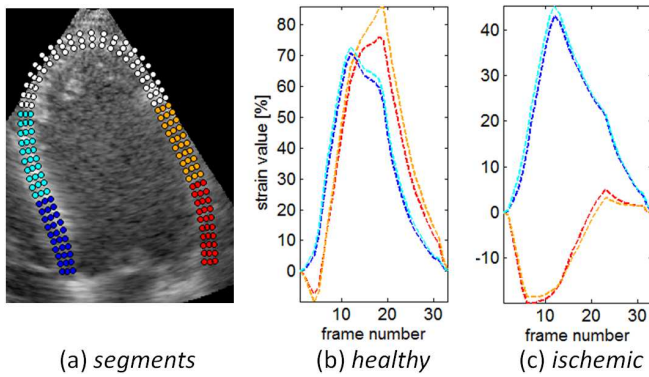 80
70
60
50
40
30
20
10
0
strain value [%]
10 20 30
frame number
40
30
20
10
0
-10
10 20 30
frame number
(a) segments
(b) healthy
(c) ischemic